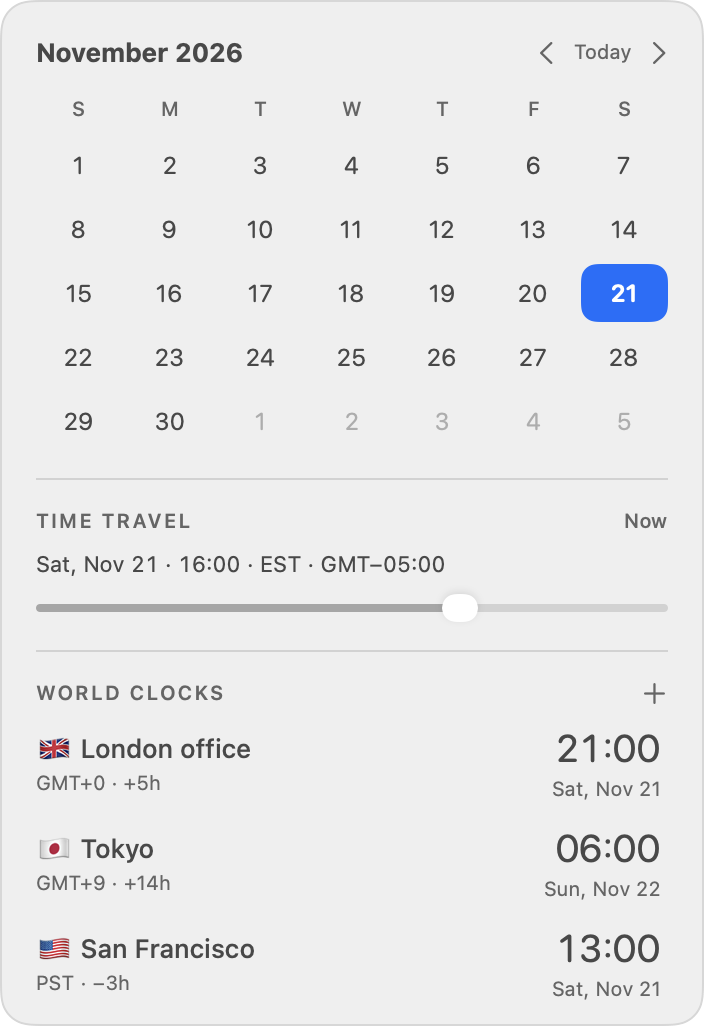 November 2026 Today
S M T W T F S
1 2 3 4 5 6 7
8 9 10 11 12 13 14
15 16 17 18 19 20 21
22 23 24 25 26 27 28
29 30 1 2 3 4 5
TIME TRAVEL Now
Sat, Nov 21 · 16:00 · EST · GMT−05:00
WORLD CLOCKS
London office 21:00
GMT+0 · +5h Sat, Nov 21
Tokyo 06:00
GMT+9 · +14h Sun, Nov 22
San Francisco 13:00
PST · −3h Sat, Nov 21